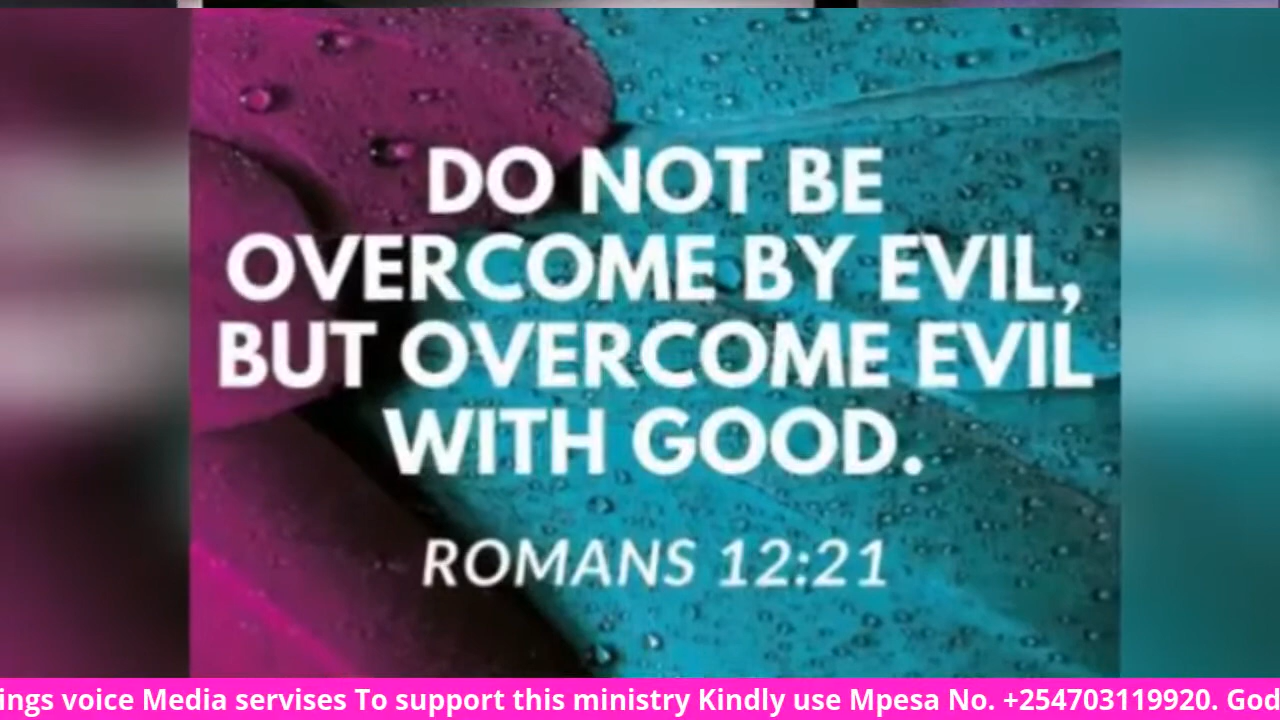 DO NOT BE
OVERCOME BY EVIL,
BUT OVERCOME EVIL
WITH GOOD.
ROMANS 12:21
ings voice Media servises To support this ministry Kindly use Mpesa No. +254703119920. God